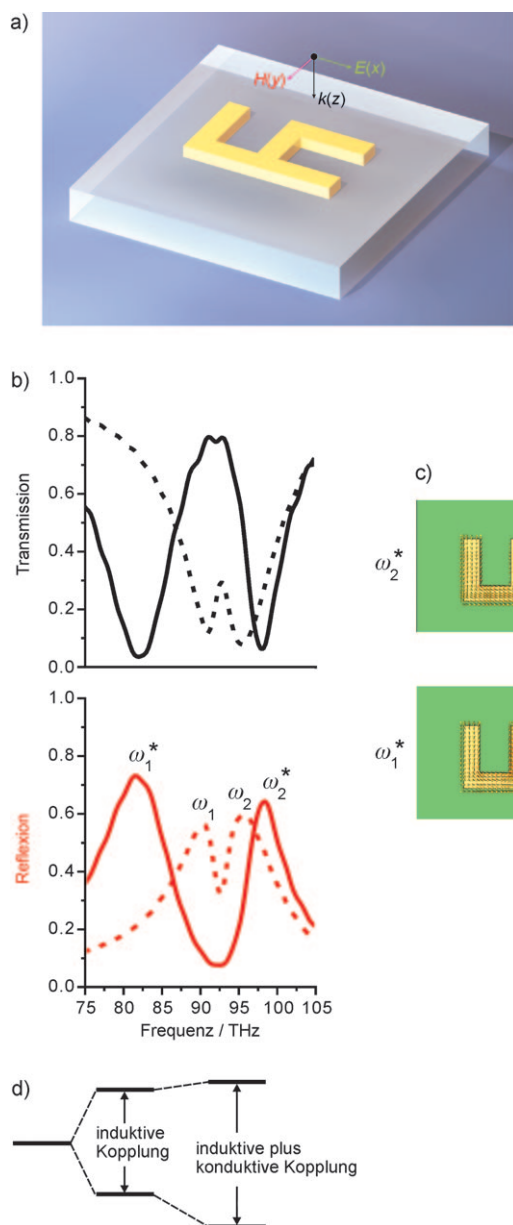 a)
E(x)
H(y)
k(z)
b)
1.0
0.8
0.6
0.4
0.2
0.0
Transmission
c)
ω₂*
ω₁*
1.0
0.8
0.6
0.4
0.2
0.0
Reflexion
ω₁*
ω₁ ω₂ ω₂*
75 80 85 90 95 100 105
Frequenz / THz
d)
induktive
Kopplung
induktive plus
konduktive Kopplung